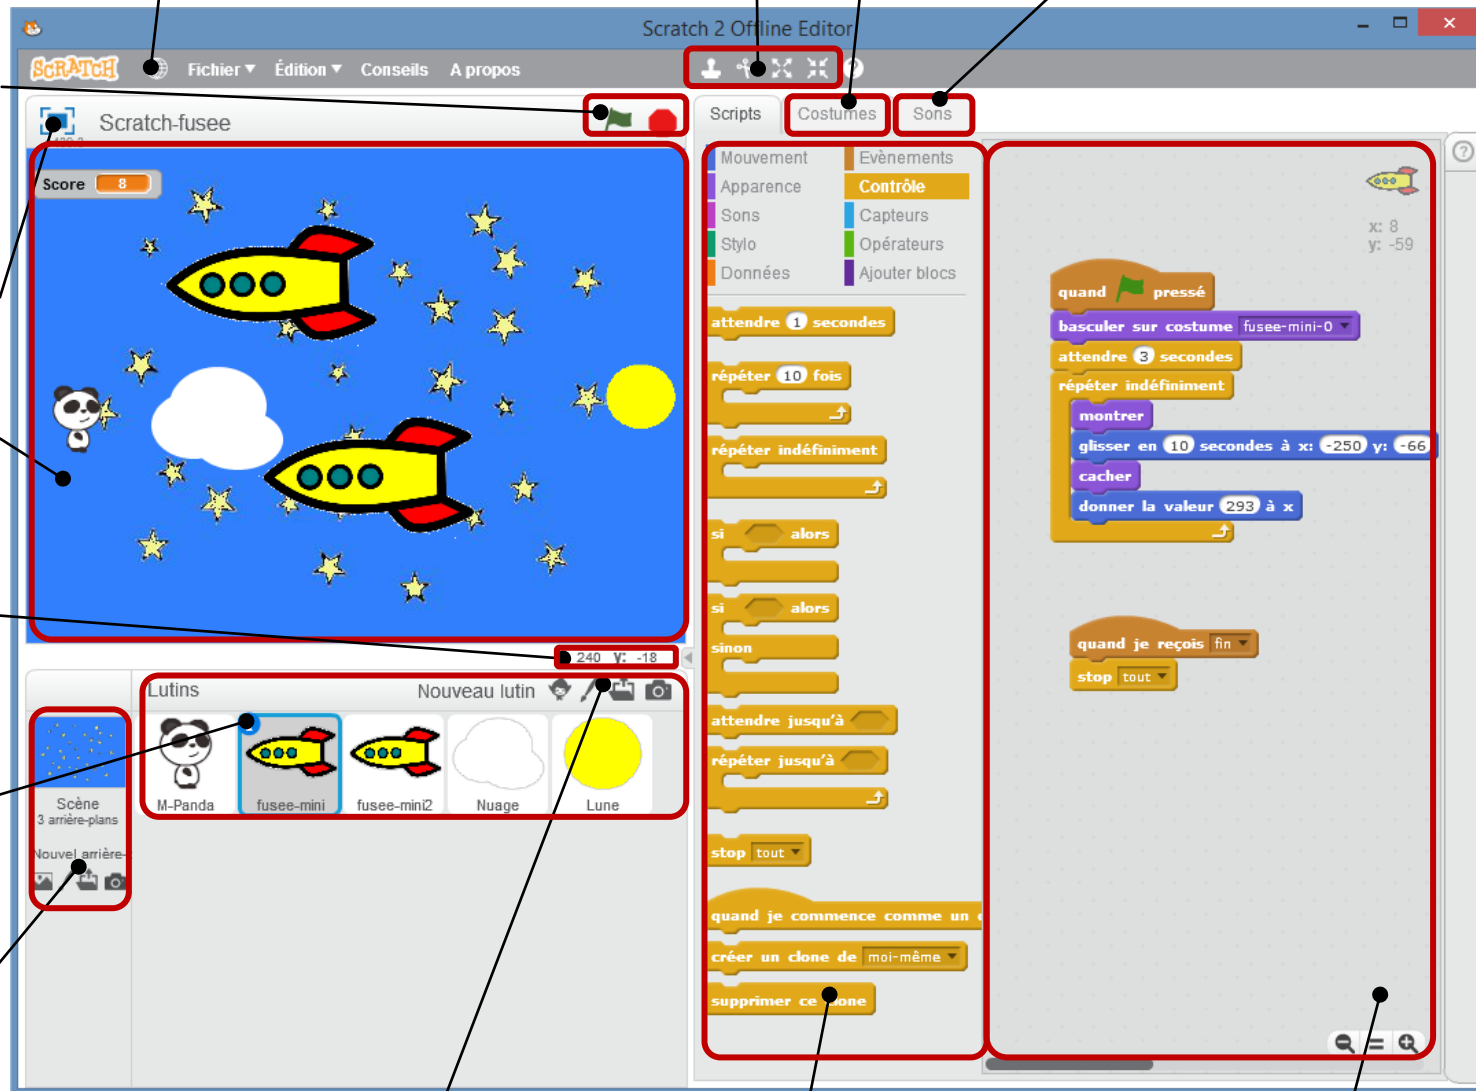 Scratch 2 Offline Editor
SCRATCH Fichier Édition Conseils A propos
Scratch-fusee
Scripts Costumes Sons
Score 8
Mouvement Evènements
Apparence Contrôle
Sons Capteurs
Stylo Opérateurs
Données Ajouter blocs
attendre 1 secondes
répéter 10 fois
répéter indéfiniment
si alors
si alors
sinon
attendre jusqu'à
répéter jusqu'à
stop tout
quand je commence comme un
créer un clone de moi-même
supprimer ce clone
x: 8
y: -59
quand pressé
basculer sur costume fusee-mini-0
attendre 3 secondes
répéter indéfiniment
montrer
glisser en 10 secondes à x: -250 y: -66
cacher
donner la valeur 293 à x
quand je reçois fin
stop tout
240 y: -18
Lutins Nouveau lutin
M-Panda fusee-mini fusee-mini2 Nuage Lune
Scène
3 arrière-plans
Nouvel arrière-